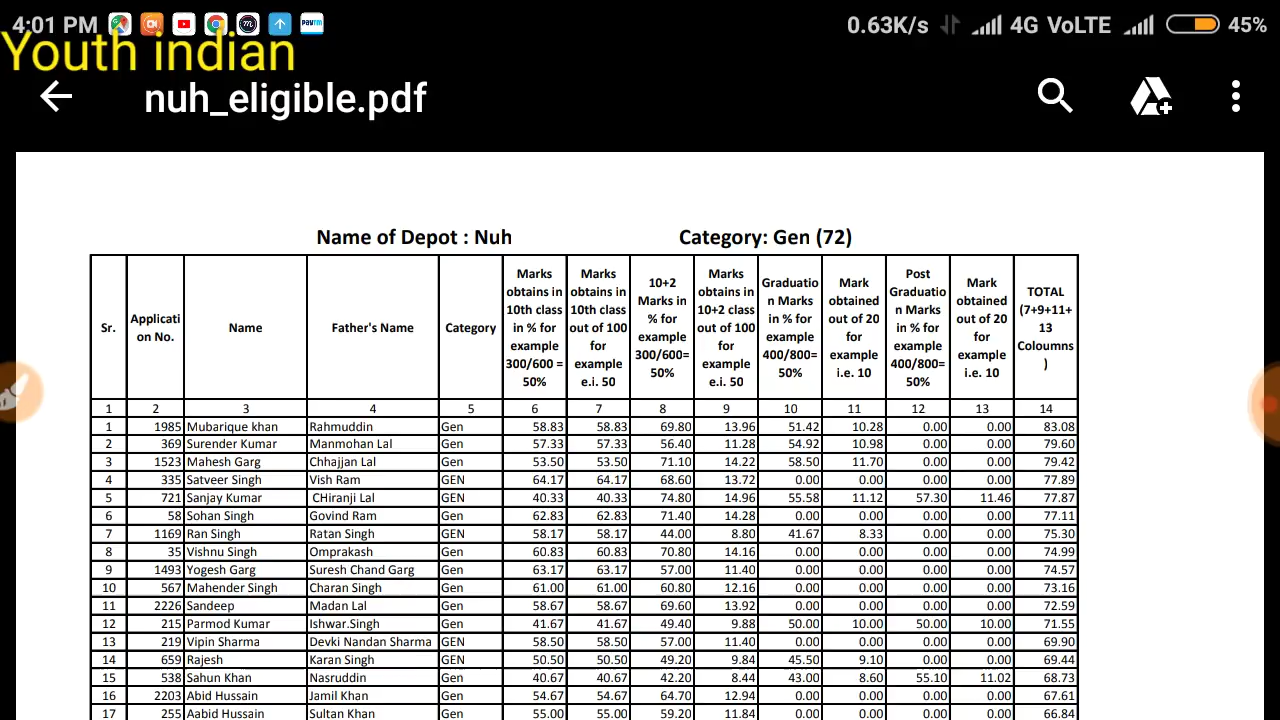 4:01 PM paytm 0.63K/s 4G VoLTE 45%
Youth indian
nuh_eligible.pdf
Name of Depot : Nuh Category: Gen (72)
Sr. Applicati on No. Name Father's Name Category Marks obtains in 10th class in % for example 300/600 = 50% Marks obtains in 10th class out of 100 for example e.i. 50 10+2 Marks in % for example 300/600= 50% Marks obtains in 10+2 class out of 100 for example e.i. 50 Graduatio n Marks in % for example 400/800= 50% Mark obtained out of 20 for example i.e. 10 Post Graduatio n Marks in % for example 400/800= 50% Mark obtained out of 20 for example i.e. 10 TOTAL (7+9+11+ 13 Coloumns )
1 2 3 4 5 6 7 8 9 10 11 12 13 14
1 1985 Mubarique khan Rahmuddin Gen 58.83 58.83 69.80 13.96 51.42 10.28 0.00 0.00 83.08
2 369 Surender Kumar Manmohan Lal Gen 57.33 57.33 56.40 11.28 54.92 10.98 0.00 0.00 79.60
3 1523 Mahesh Garg Chhajjan Lal Gen 53.50 53.50 71.10 14.22 58.50 11.70 0.00 0.00 79.42
4 335 Satveer Singh Vish Ram GEN 64.17 64.17 68.60 13.72 0.00 0.00 0.00 0.00 77.89
5 721 Sanjay Kumar CHiranji Lal GEN 40.33 40.33 74.80 14.96 55.58 11.12 57.30 11.46 77.87
6 58 Sohan Singh Govind Ram Gen 62.83 62.83 71.40 14.28 0.00 0.00 0.00 0.00 77.11
7 1169 Ran Singh Ratan Singh GEN 58.17 58.17 44.00 8.80 41.67 8.33 0.00 0.00 75.30
8 35 Vishnu Singh Omprakash Gen 60.83 60.83 70.80 14.16 0.00 0.00 0.00 0.00 74.99
9 1493 Yogesh Garg Suresh Chand Garg Gen 63.17 63.17 57.00 11.40 0.00 0.00 0.00 0.00 74.57
10 567 Mahender Singh Charan Singh Gen 61.00 61.00 60.80 12.16 0.00 0.00 0.00 0.00 73.16
11 2226 Sandeep Madan Lal Gen 58.67 58.67 69.60 13.92 0.00 0.00 0.00 0.00 72.59
12 215 Parmod Kumar Ishwar.Singh Gen 41.67 41.67 49.40 9.88 50.00 10.00 50.00 10.00 71.55
13 219 Vipin Sharma Devki Nandan Sharma GEN 58.50 58.50 57.00 11.40 0.00 0.00 0.00 0.00 69.90
14 659 Rajesh Karan Singh GEN 50.50 50.50 49.20 9.84 45.50 9.10 0.00 0.00 69.44
15 538 Sahun Khan Nasruddin Gen 40.67 40.67 42.20 8.44 43.00 8.60 55.10 11.02 68.73
16 2203 Abid Hussain Jamil Khan Gen 54.67 54.67 64.70 12.94 0.00 0.00 0.00 0.00 67.61
17 255 Aabid Hussain Sultan Khan Gen 55.00 55.00 59.20 11.84 0.00 0.00 0.00 0.00 66.84